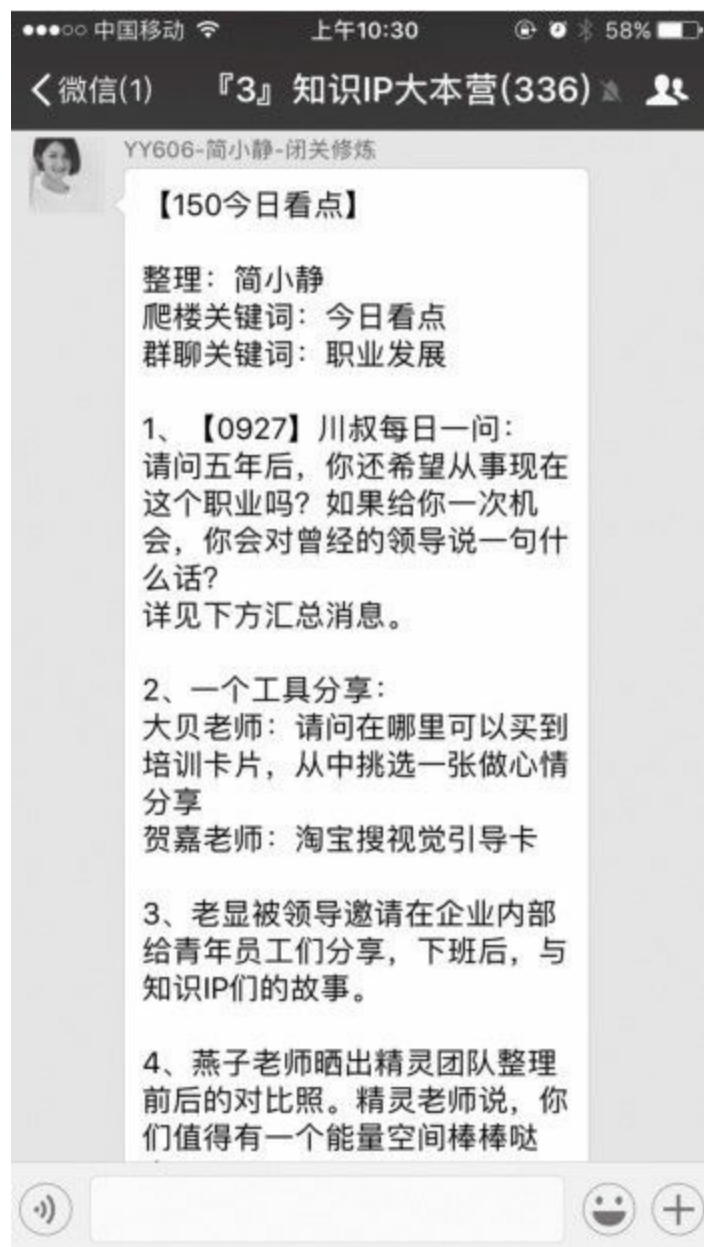 中国移动 上午10:30 58%
微信(1) 『3』知识IP大本营(336)
YY606-简小静-闭关修炼
【150今日看点】
整理：简小静
爬楼关键词：今日看点
群聊关键词：职业发展
1、【0927】川叔每日一问：
请问五年后，你还希望从事现在
这个职业吗？如果给你一次机
会，你会对曾经的领导说一句什
么话？
详见下方汇总消息。
2、一个工具分享：
大贝老师：请问在哪里可以买到
培训卡片，从中挑选一张做心情
分享
贺嘉老师：淘宝搜视觉引导卡
3、老显被领导邀请在企业内部
给青年员工们分享，下班后，与
知识IP们的故事。
4、燕子老师晒出精灵团队整理
前后的对比照。精灵老师说，你
们值得有一个能量空间棒棒哒